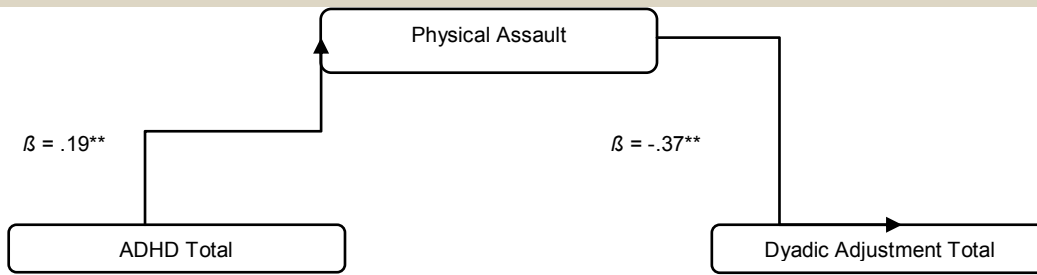 Physical Assault
ß = .19**
ß = -.37**
ADHD Total
Dyadic Adjustment Total